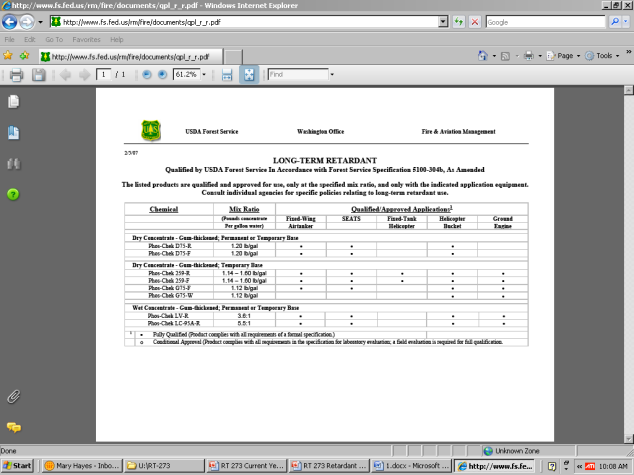 http://www.fs.fed.us/rm/fire/documents/qpl_r_r.pdf - Windows Internet Explorer
http://www.fs.fed.us/rm/fire/documents/qpl_r_r.pdf
Google
File Edit Go To Favorites Help
http://www.fs.fed.us/rm/fire/documents/qpl_r_r.pdf
Page Tools
1 / 1 61.2% Find
USDA Forest Service Washington Office Fire & Aviation Management
2/5/07
LONG-TERM RETARDANT
Qualified by USDA Forest Service In Accordance with Forest Service Specification 5100-304b, As Amended
The listed products are qualified and approved for use, only at the specified mix ratio, and only with the indicated application equipment.
Consult individual agencies for specific policies relating to long-term retardant use.
Chemical Mix Ratio Qualified/Approved Applications1
(Pounds concentrate Per gallon water) Fixed-Wing Airtanker SEATS Fixed-Tank Helicopter Helicopter Bucket Ground Engine
Dry Concentrate - Gum-thickened; Permanent or Temporary Base
Phos-Chek D75-R 1.20 lb/gal • • •
Phos-Chek D75-F 1.20 lb/gal • • •
Dry Concentrate - Gum-thickened; Temporary Base
Phos-Chek 259-R 1.14 – 1.60 lb/gal • • • • •
Phos-Chek 259-F 1.14 – 1.60 lb/gal • • • • •
Phos-Chek G75-F 1.12 lb/gal • • • •
Phos-Chek G75-W 1.12 lb/gal • •
Wet Concentrate - Gum-thickened; Permanent or Temporary Base
Phos-Chek LV-R 3.6:1 • • • •
Phos-Chek LC-95A-R 5.5:1 • • • •
1 • Fully Qualified (Product complies with all requirements of a formal specification.)
o Conditional Approval (Product complies with all requirements in the specification for laboratory evaluation; a field evaluation is required for full qualification.
Done Unknown Zone
Start Mary Hayes - Inbo... U:\RT-273 RT 273 Current Ye... RT 273 Retardant ... 1.docx - Microsoft ... http://www.fs.fe... 10:08 AM